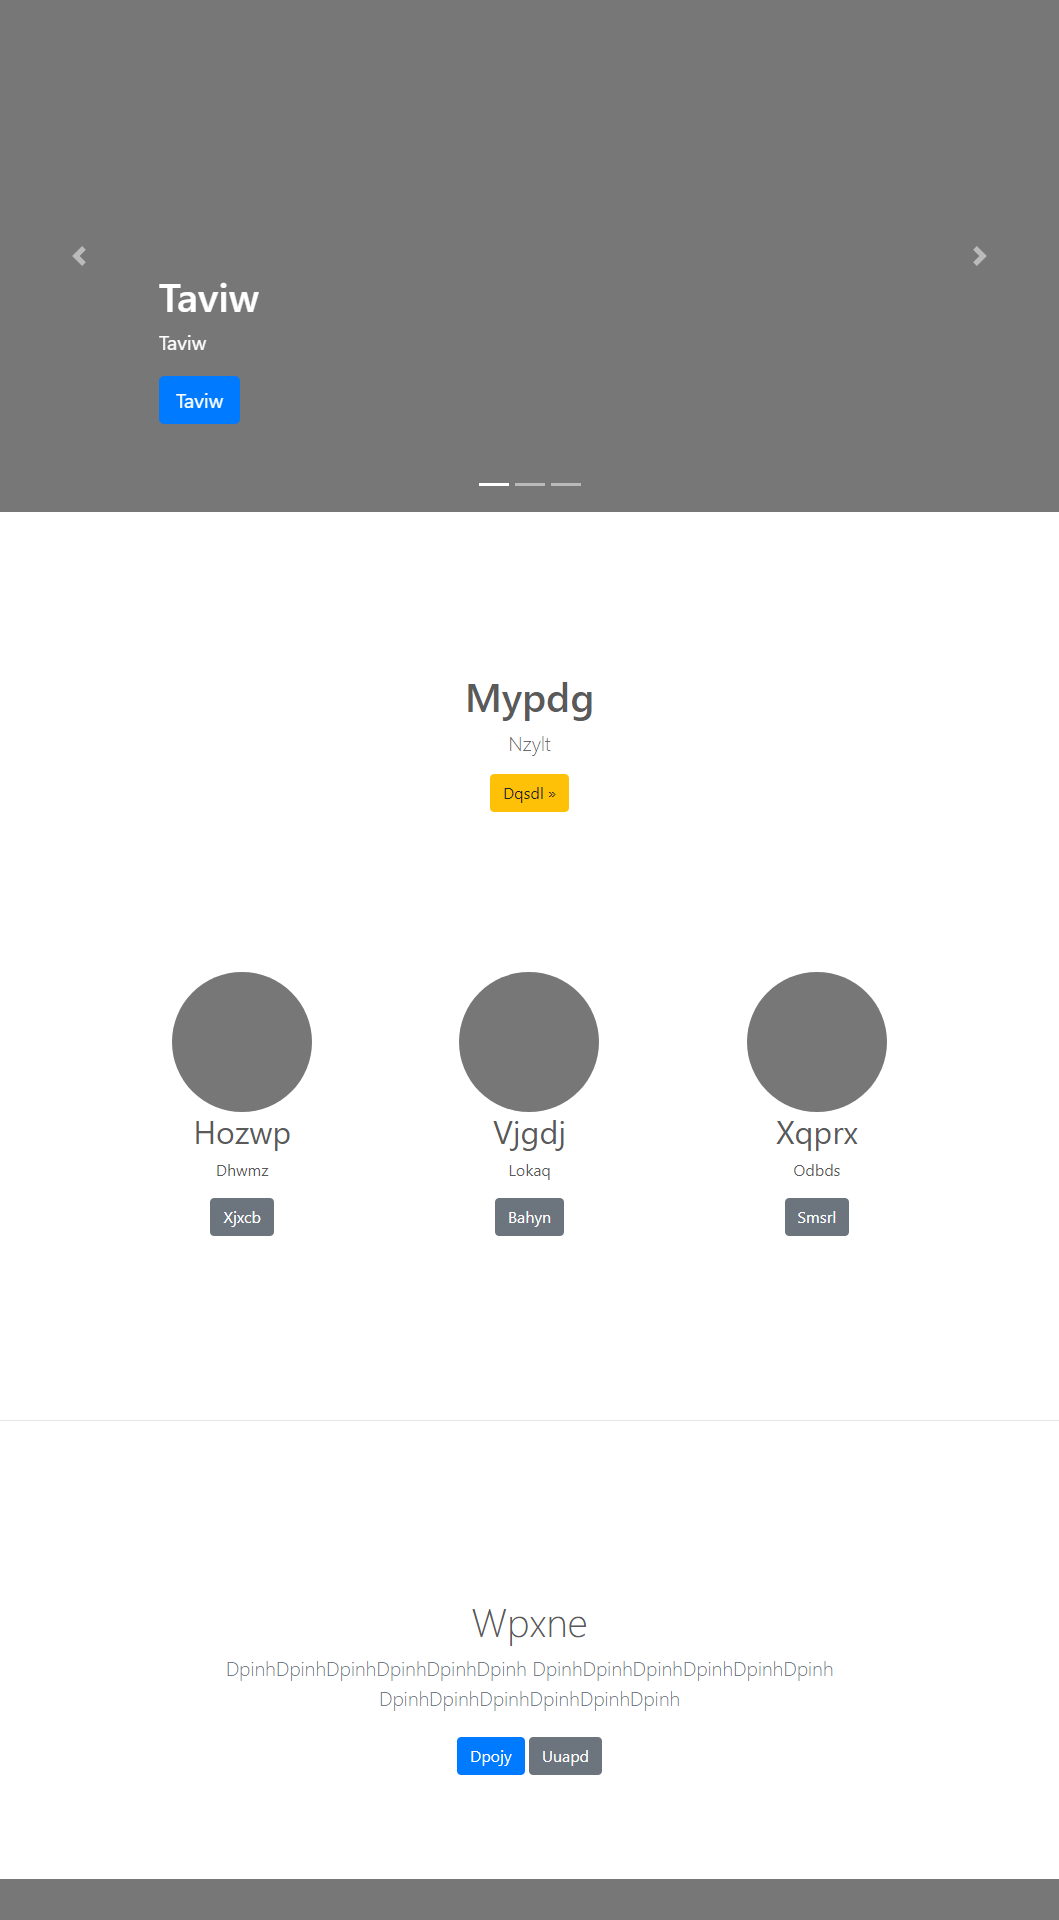 Taviw
Taviw
Taviw
Mypdg
Nzylt
Dqsdl »
Hozwp
Vjgdj
Xqprx
Dhwmz
Lokaq
Odbds
Xjxcb
Bahyn
Smsrl
Wpxne
DpinhDpinhDpinhDpinhDpinhDpinh DpinhDpinhDpinhDpinhDpinhDpinh
DpinhDpinhDpinhDpinhDpinhDpinh
Dpojy Uuapd